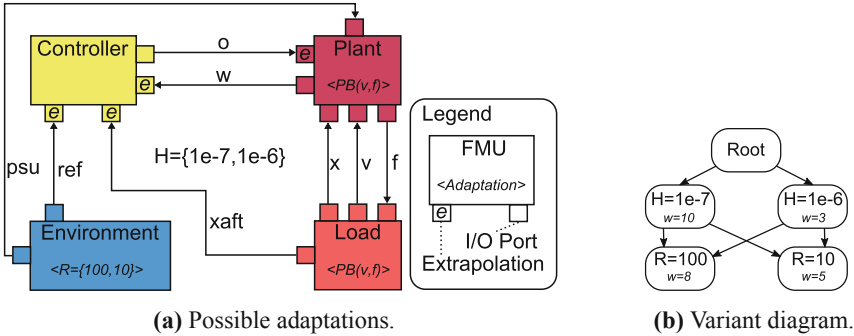 Controller
e
e
e
o
w
e
Plant
<PB(v,f)>
psu
ref
H={1e-7,1e-6}
xaft
x
v
f
Environment
<R={100,10}>
Load
<PB(v,f)>
Legend
FMU
<Adaptation>
e
I/O Port
Extrapolation
(a) Possible adaptations.
Root
H=1e-7
w=10
H=1e-6
w=3
R=100
w=8
R=10
w=5
(b) Variant diagram.